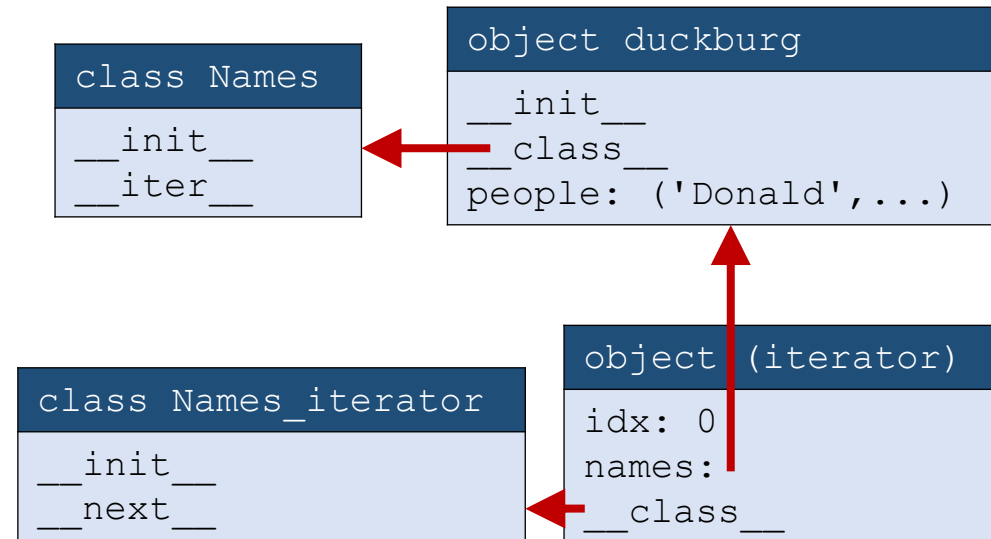 class Names
__init__
__iter__
object duckburg
__init__
__class__
people: ('Donald',...)
class Names_iterator
__init__
__next__
object (iterator)
idx: 0
names:
__class__